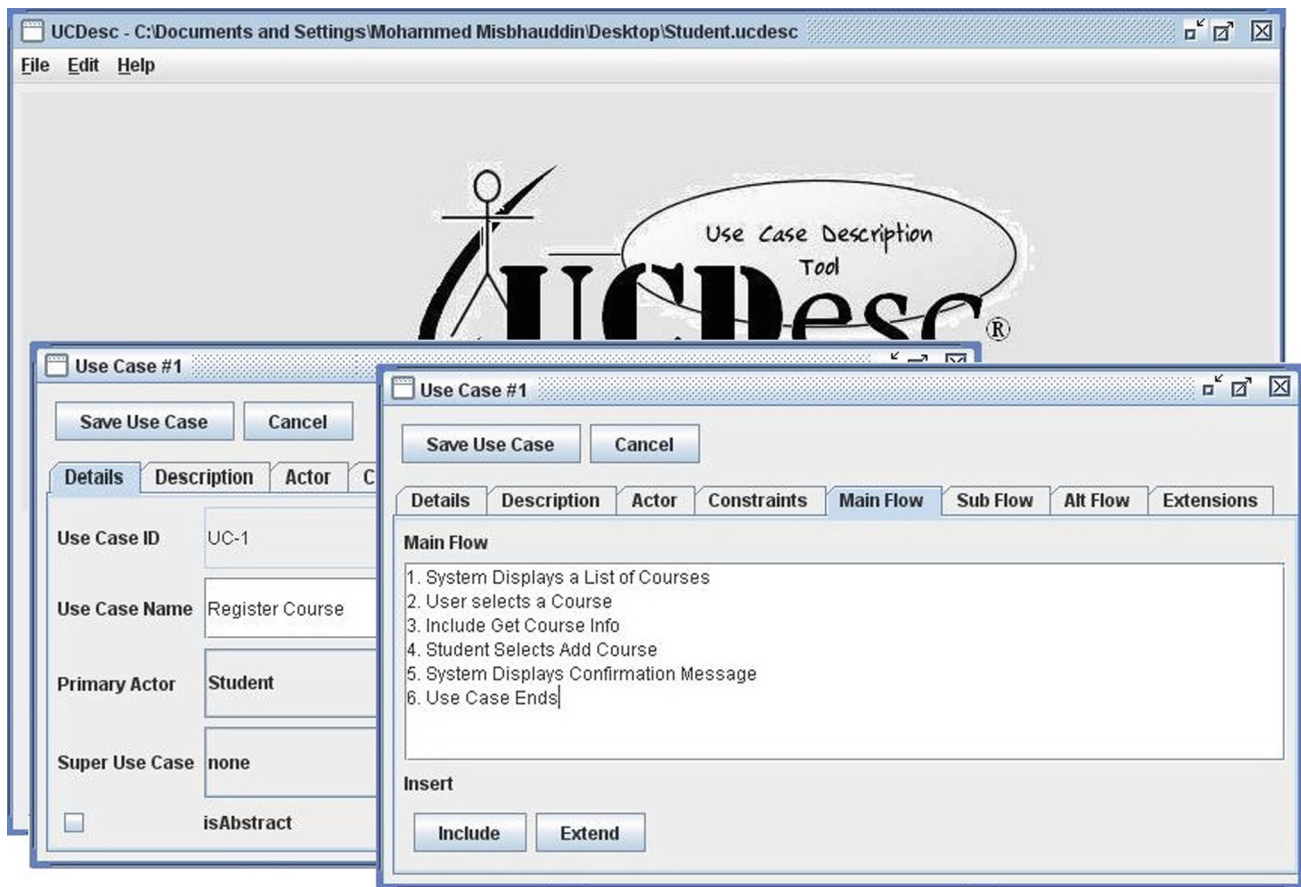 UCDesc - C:\Documents and Settings\Mohammed Misbhauddin\Desktop\Student.ucdesc
File Edit Help
Use Case Description
Tool
UCDesc®
Use Case #1
Save Use Case Cancel
Details Description Actor C
Use Case ID UC-1
Use Case Name Register Course
Primary Actor Student
Super Use Case none
isAbstract
Use Case #1
Save Use Case Cancel
Details Description Actor Constraints Main Flow Sub Flow Alt Flow Extensions
Main Flow
1. System Displays a List of Courses
2. User selects a Course
3. Include Get Course Info
4. Student Selects Add Course
5. System Displays Confirmation Message
6. Use Case Ends
Insert
Include Extend